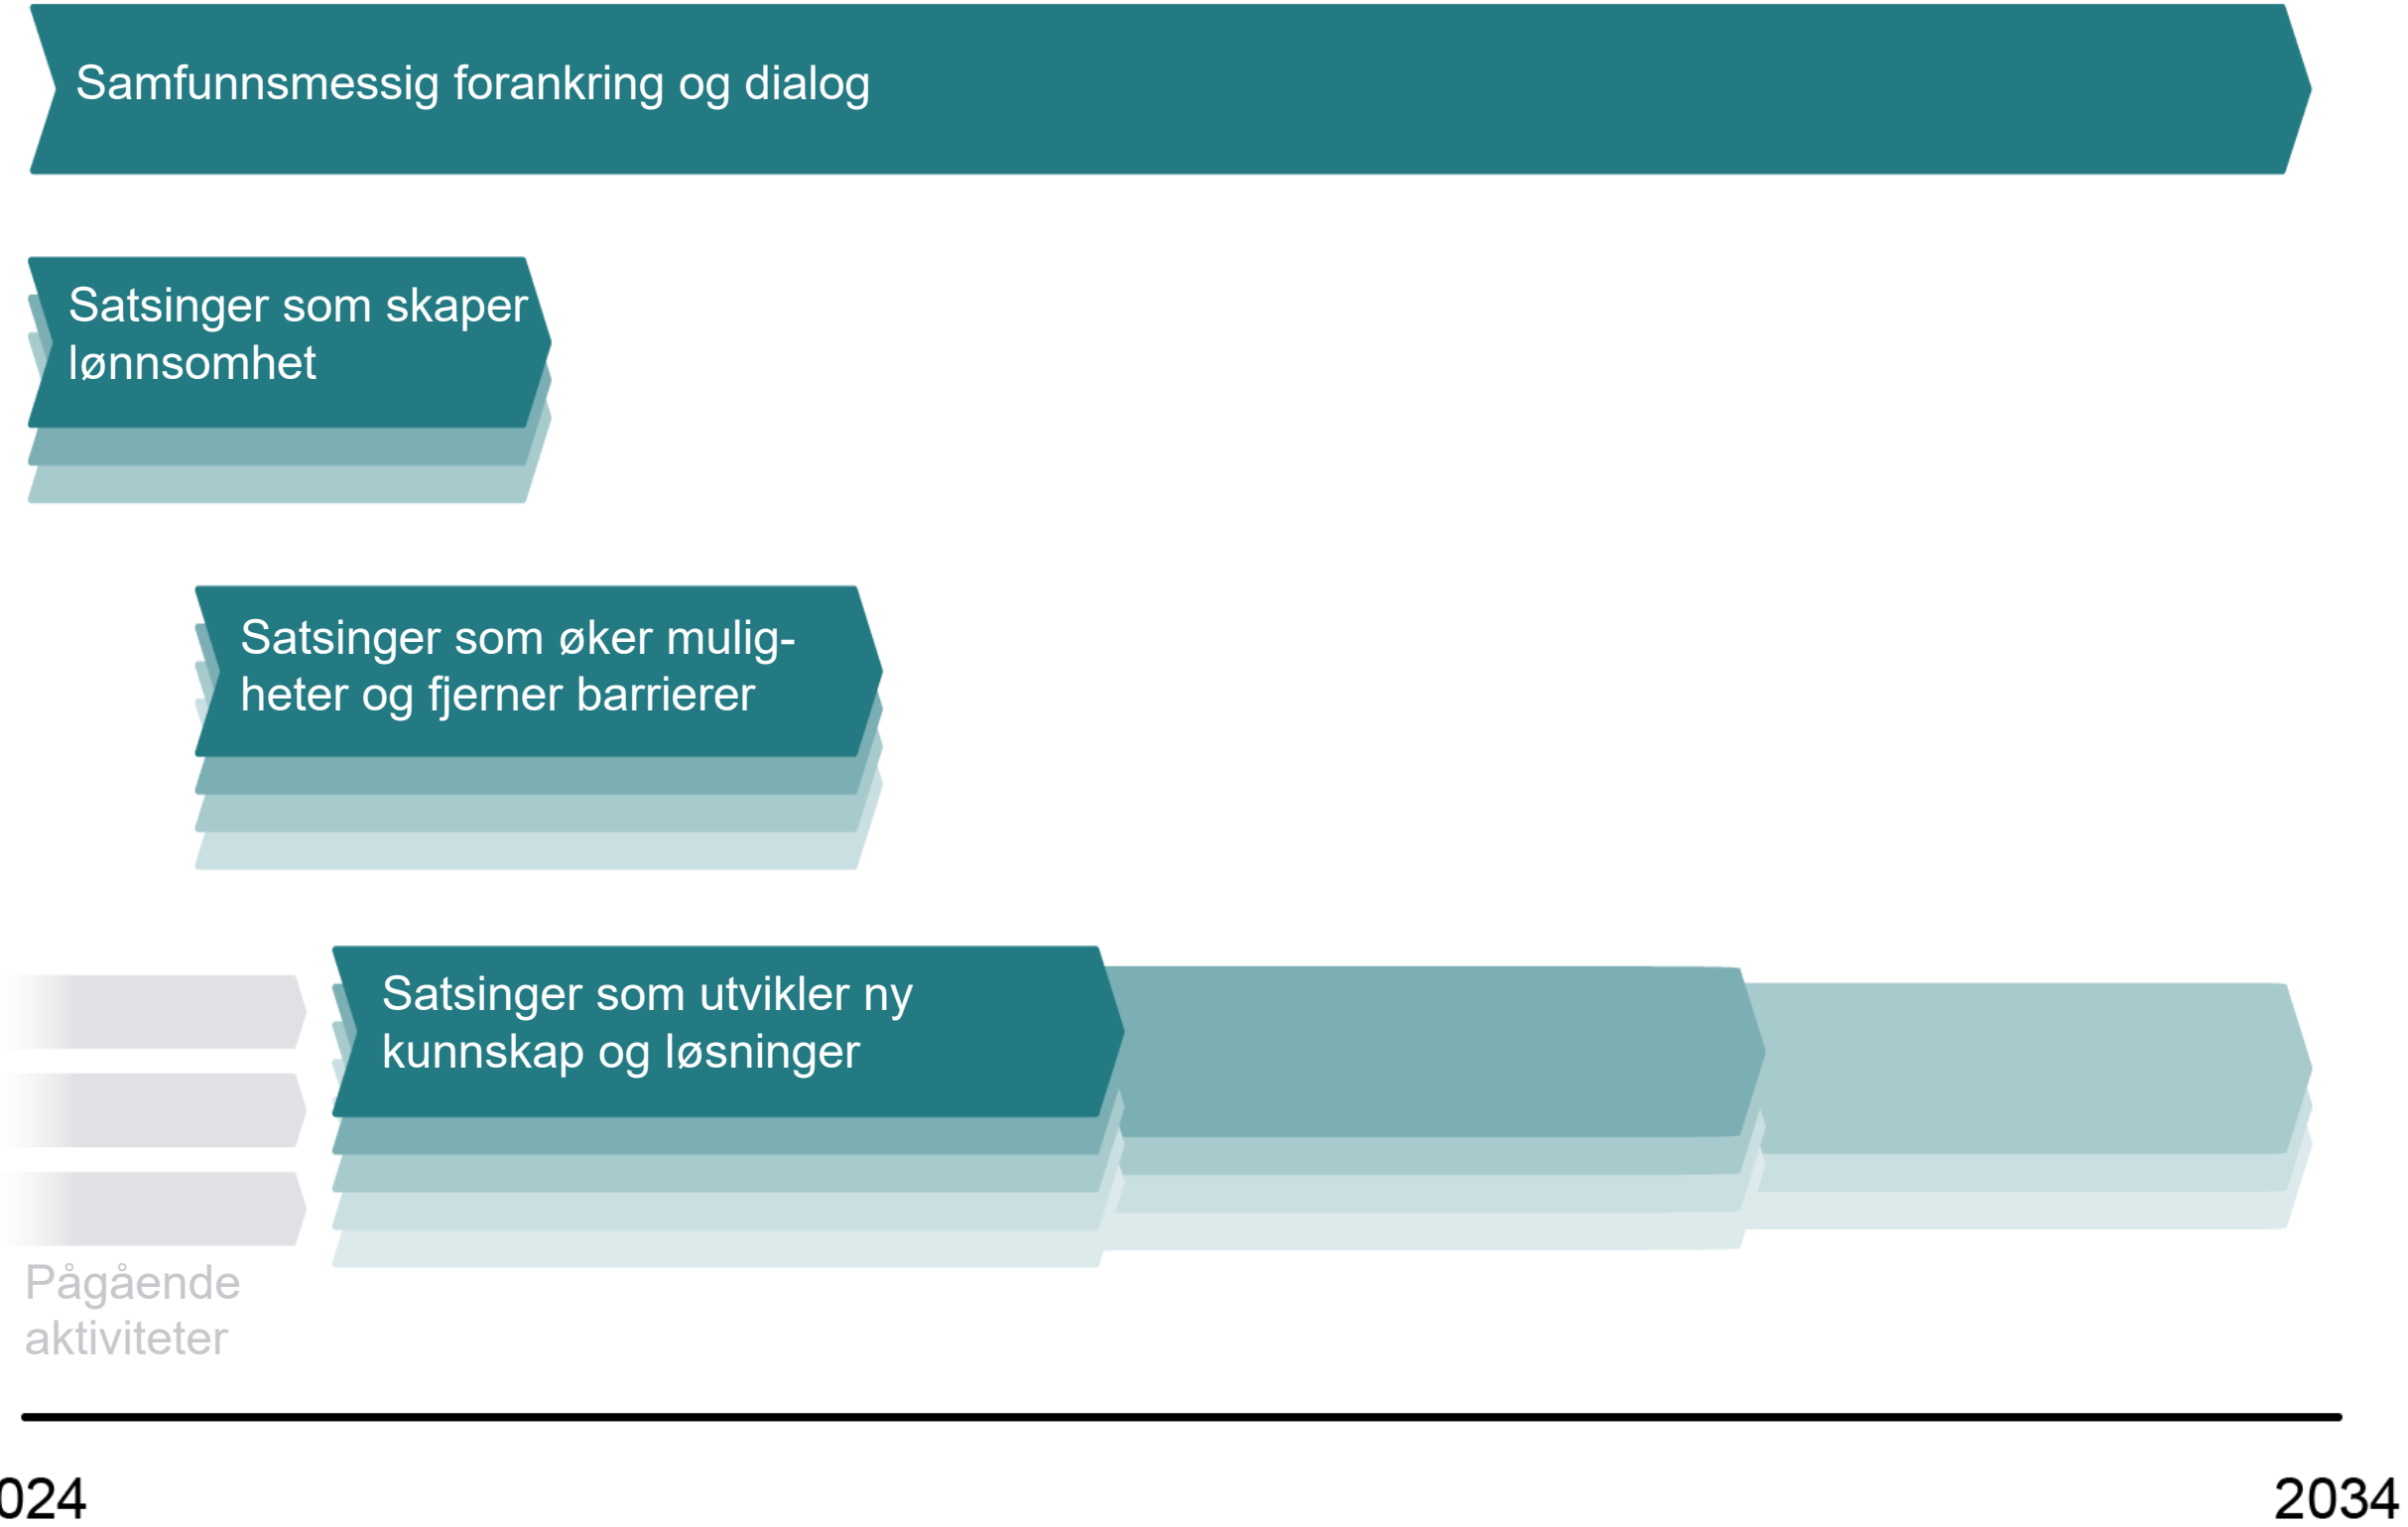 Samfunnsmessig forankring og dialog
Satsinger som skaper
lønnsomhet
Satsinger som øker mulig-
heter og fjerner barrierer
Satsinger som utvikler ny
kunnskap og løsninger
Pågående
aktiviteter
024
2034